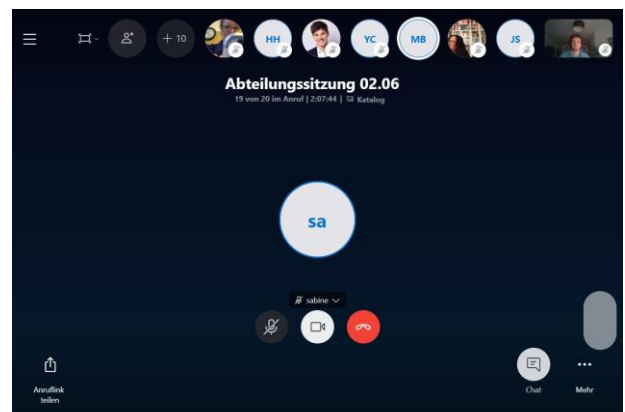 + 10
HH
YC
MB
JS
Abteilungssitzung 02.06
19 von 20 im Anruf | 2:07:44 | Katalog
sa
sabine
Anruflink
teilen
Chat
Mehr